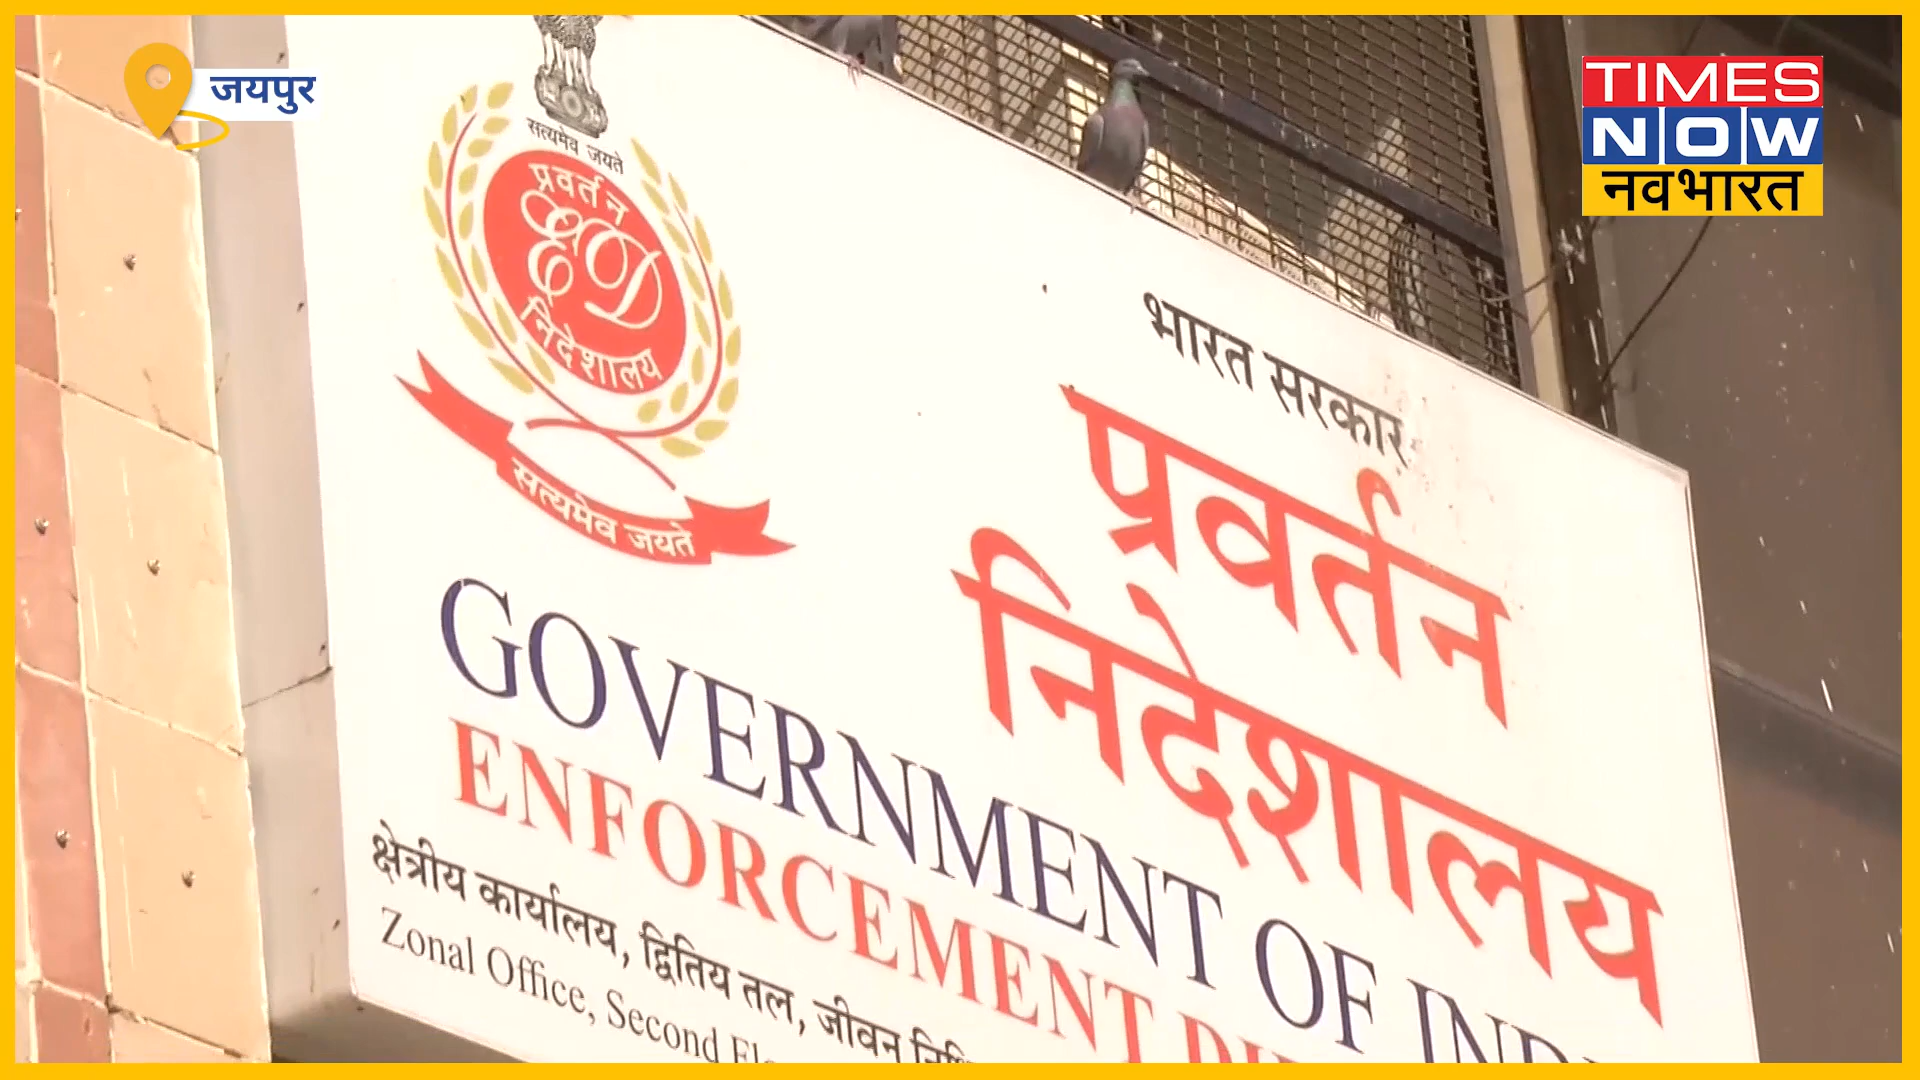 जयपुर
TIMES
NOW
नवभारत
सत्यमेव जयते
प्रवर्तन
ED
निदेशालय
सत्यमेव जयते
भारत सरकार
प्रवर्तन
निदेशालय
GOVERNMENT OF
ENFORCEMENT
क्षेत्रीय कार्यालय, द्वितिय तल, जीवन
Zonal Office, Second